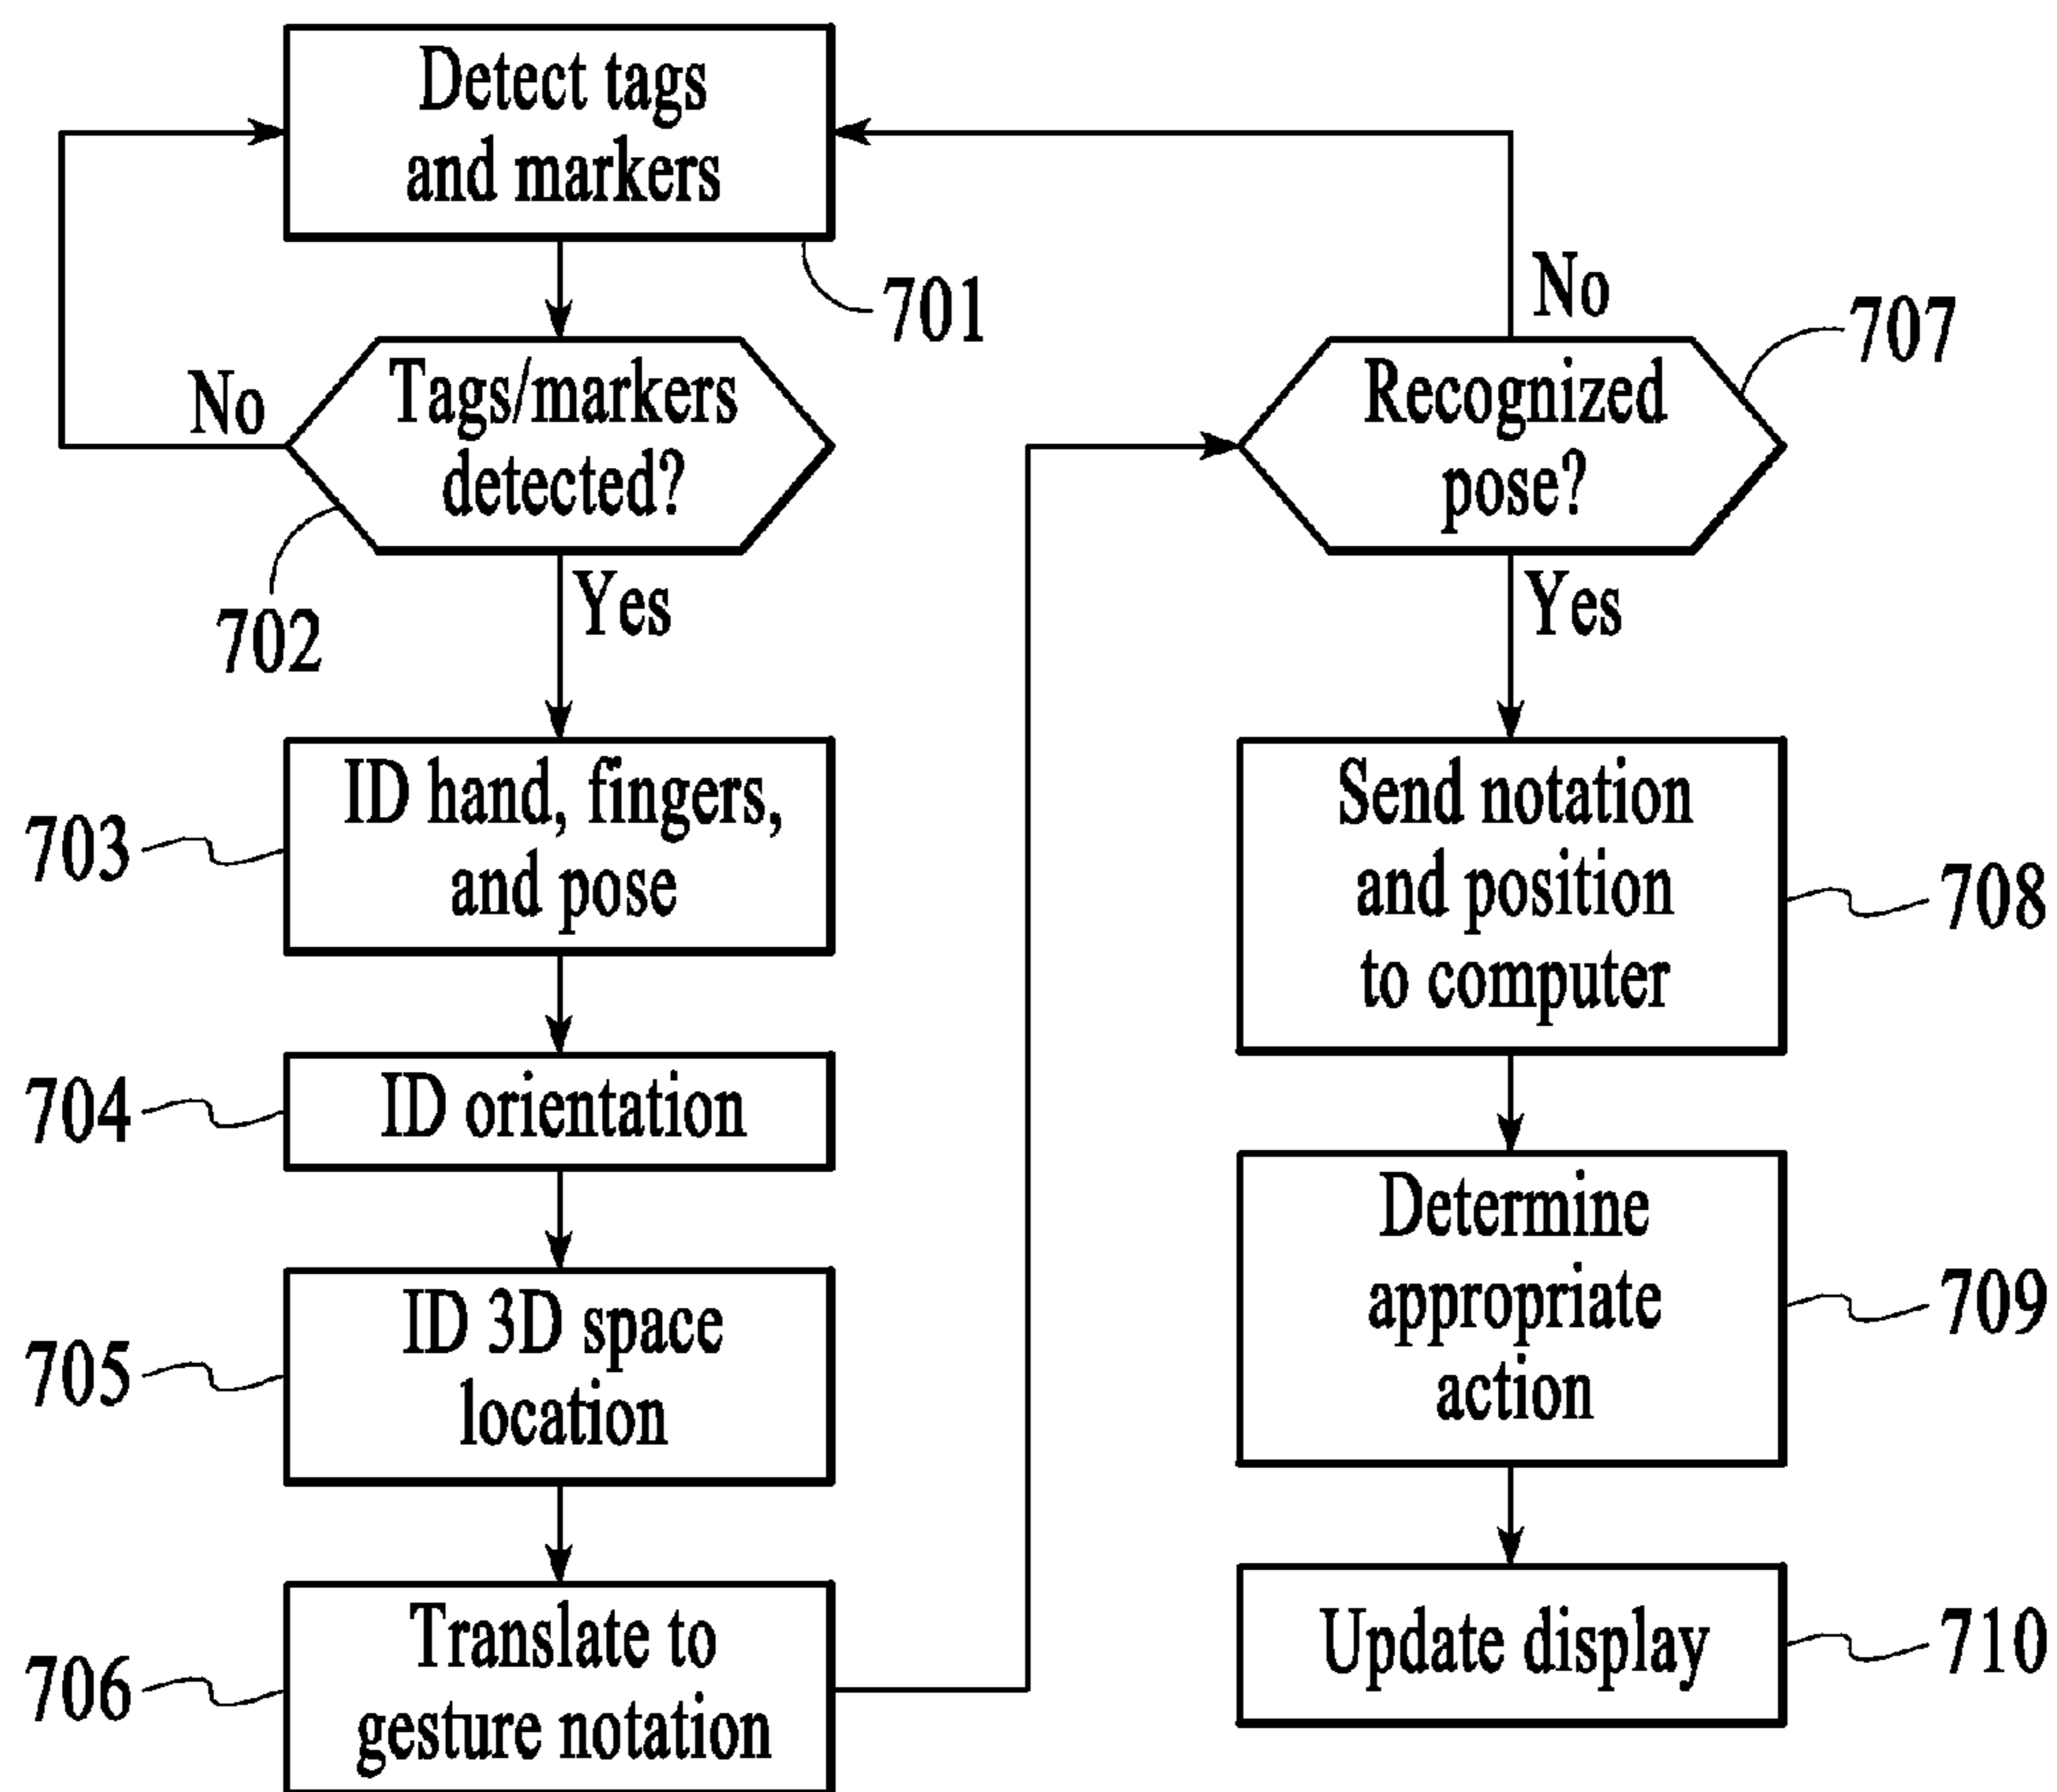 Detect tags
and markers
701
No
Tags/markers
detected?
702
Yes
703
ID hand, fingers,
and pose
704
ID orientation
705
ID 3D space
location
706
Translate to
gesture notation
No
707
Recognized
pose?
Yes
Send notation
and position
to computer
708
Determine
appropriate
action
709
Update display
710